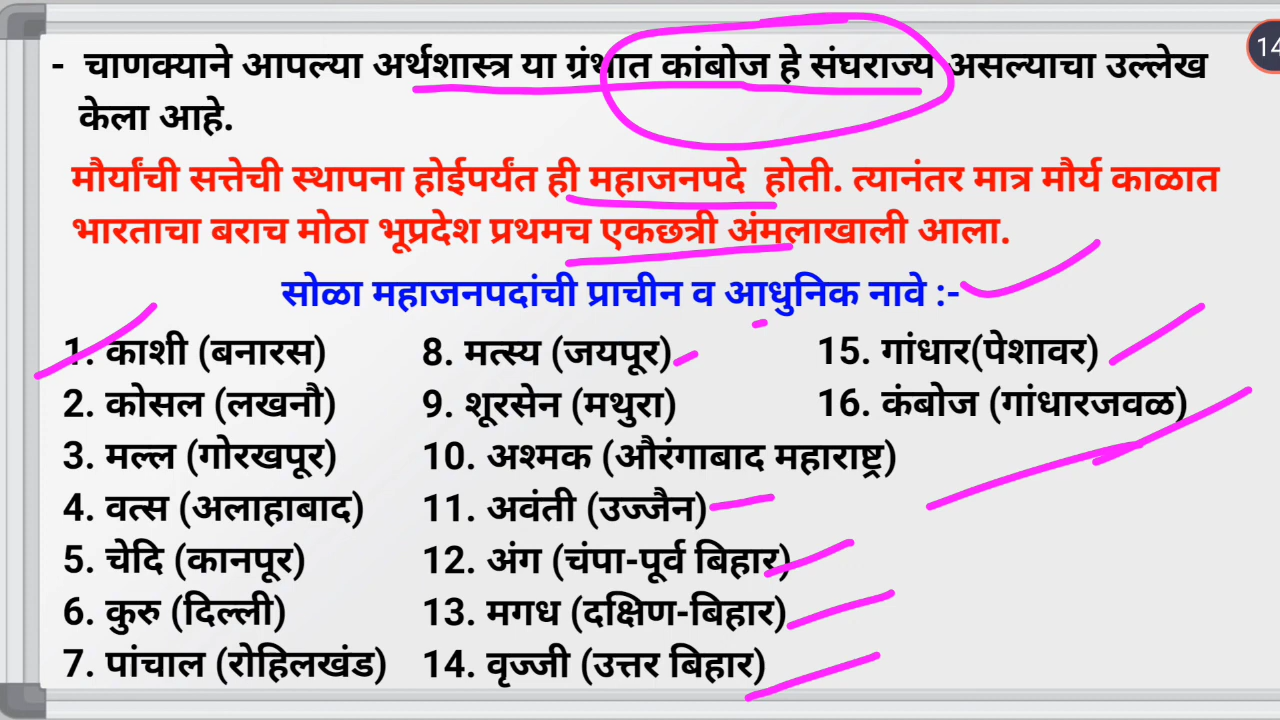 - चाणक्याने आपल्या अर्थशास्त्र या ग्रंथात कांबोज हे संघराज्य असल्याचा उल्लेख
केला आहे.
मौर्यांची सत्तेची स्थापना होईपर्यंत ही महाजनपदे होती. त्यानंतर मात्र मौर्य काळात
भारताचा बराच मोठा भूप्रदेश प्रथमच एकछत्री अंमलाखाली आला.
सोळा महाजनपदांची प्राचीन व आधुनिक नावे :-
1. काशी (बनारस)
2. कोसल (लखनौ)
3. मल्ल (गोरखपूर)
4. वत्स (अलाहाबाद)
5. चेदि (कानपूर)
6. कुरु (दिल्ली)
7. पांचाल (रोहिलखंड)
8. मत्स्य (जयपूर)
9. शूरसेन (मथुरा)
10. अश्मक (औरंगाबाद महाराष्ट्र)
11. अवंती (उज्जैन)
12. अंग (चंपा-पूर्व बिहार)
13. मगध (दक्षिण-बिहार)
14. वृज्जी (उत्तर बिहार)
15. गांधार(पेशावर)
16. कंबोज (गांधारजवळ)